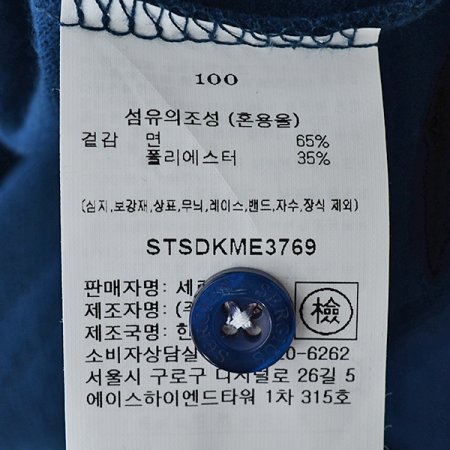 100
섬유의조성 (혼용율)
겉감 면 65%
폴리에스터 35%
(심지,보강재,상표,무늬,레이스,밴드,자수,장식 제외)
STSDKME3769
판매자명:
제조자명: (주
제조국명: 한
檢
소비자상담실 -6262
서울시 구로구 디지털로 26길 5
에이스하이엔드타워 1차 315호